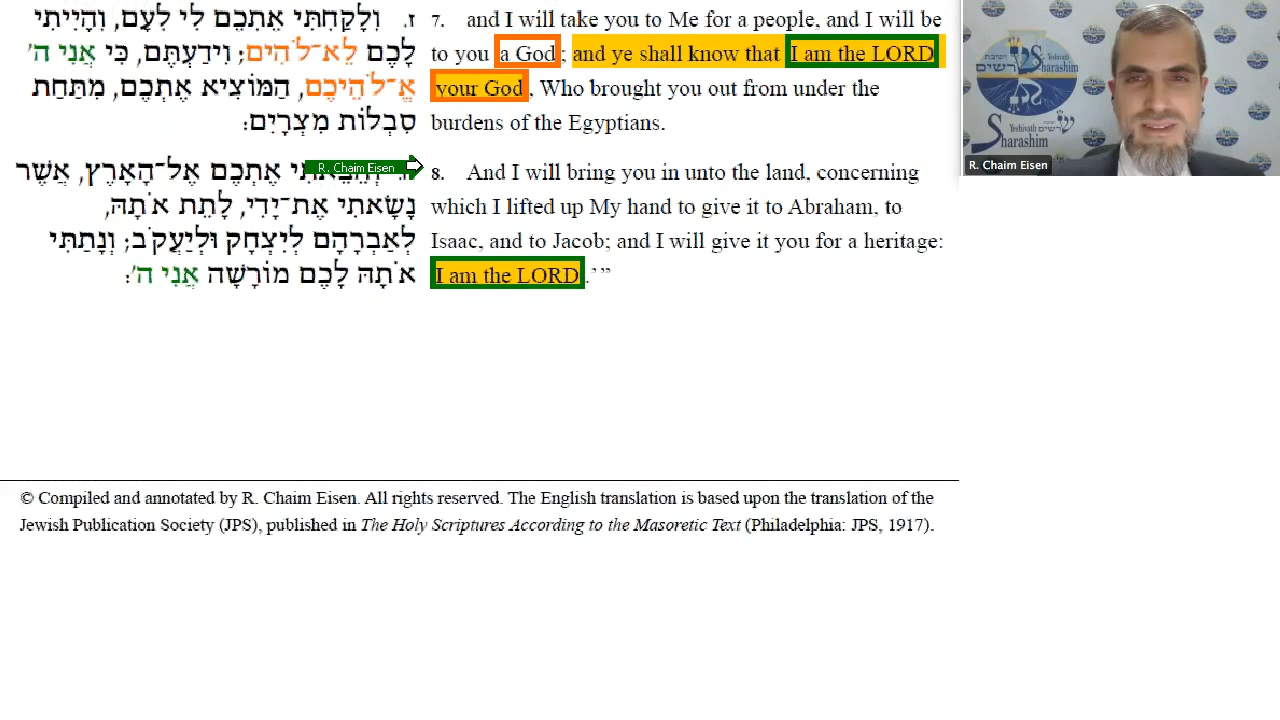 ז. וְלָקַחְתִּי אֶתְכֶם לִי לְעָם, וְהָיִיתִי
לָכֶם לֵא־לֹהִים; וִידַעְתֶּם, כִּי אֲנִי ה'
אֱ־לֹהֵיכֶם, הַמּוֹצִיא אֶתְכֶם, מִתַּחַת
סִבְלוֹת מִצְרָיִם:
אֶתְכֶם אֶל־הָאָרֶץ, אֲשֶׁר
נָשָׂאתִי אֶת־יָדִי, לָתֵת אֹתָהּ,
לְאַבְרָהָם לְיִצְחָק וּלְיַעֲקֹב; וְנָתַתִּי
אֹתָהּ לָכֶם מוֹרָשָׁה אֲנִי ה':
7. and I will take you to Me for a people, and I will be
to you a God; and ye shall know that I am the LORD
your God, Who brought you out from under the
burdens of the Egyptians.
R. Chaim Eisen
8. And I will bring you in unto the land, concerning
which I lifted up My hand to give it to Abraham, to
Isaac, and to Jacob; and I will give it you for a heritage:
I am the LORD.’”
© Compiled and annotated by R. Chaim Eisen. All rights reserved. The English translation is based upon the translation of the
Jewish Publication Society (JPS), published in The Holy Scriptures According to the Masoretic Text (Philadelphia: JPS, 1917).
Yeshivath
Sharashim
ישיבת
שרשים
Yeshivath שרשים
Sharashim
R. Chaim Eisen